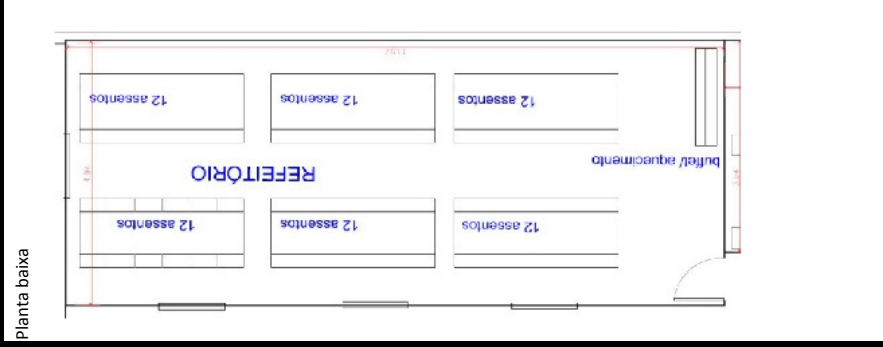 12 assentos
12 assentos
12 assentos
REFEITÓRIO
buffet/ aquecimento
12 assentos
12 assentos
12 assentos
Planta baixa